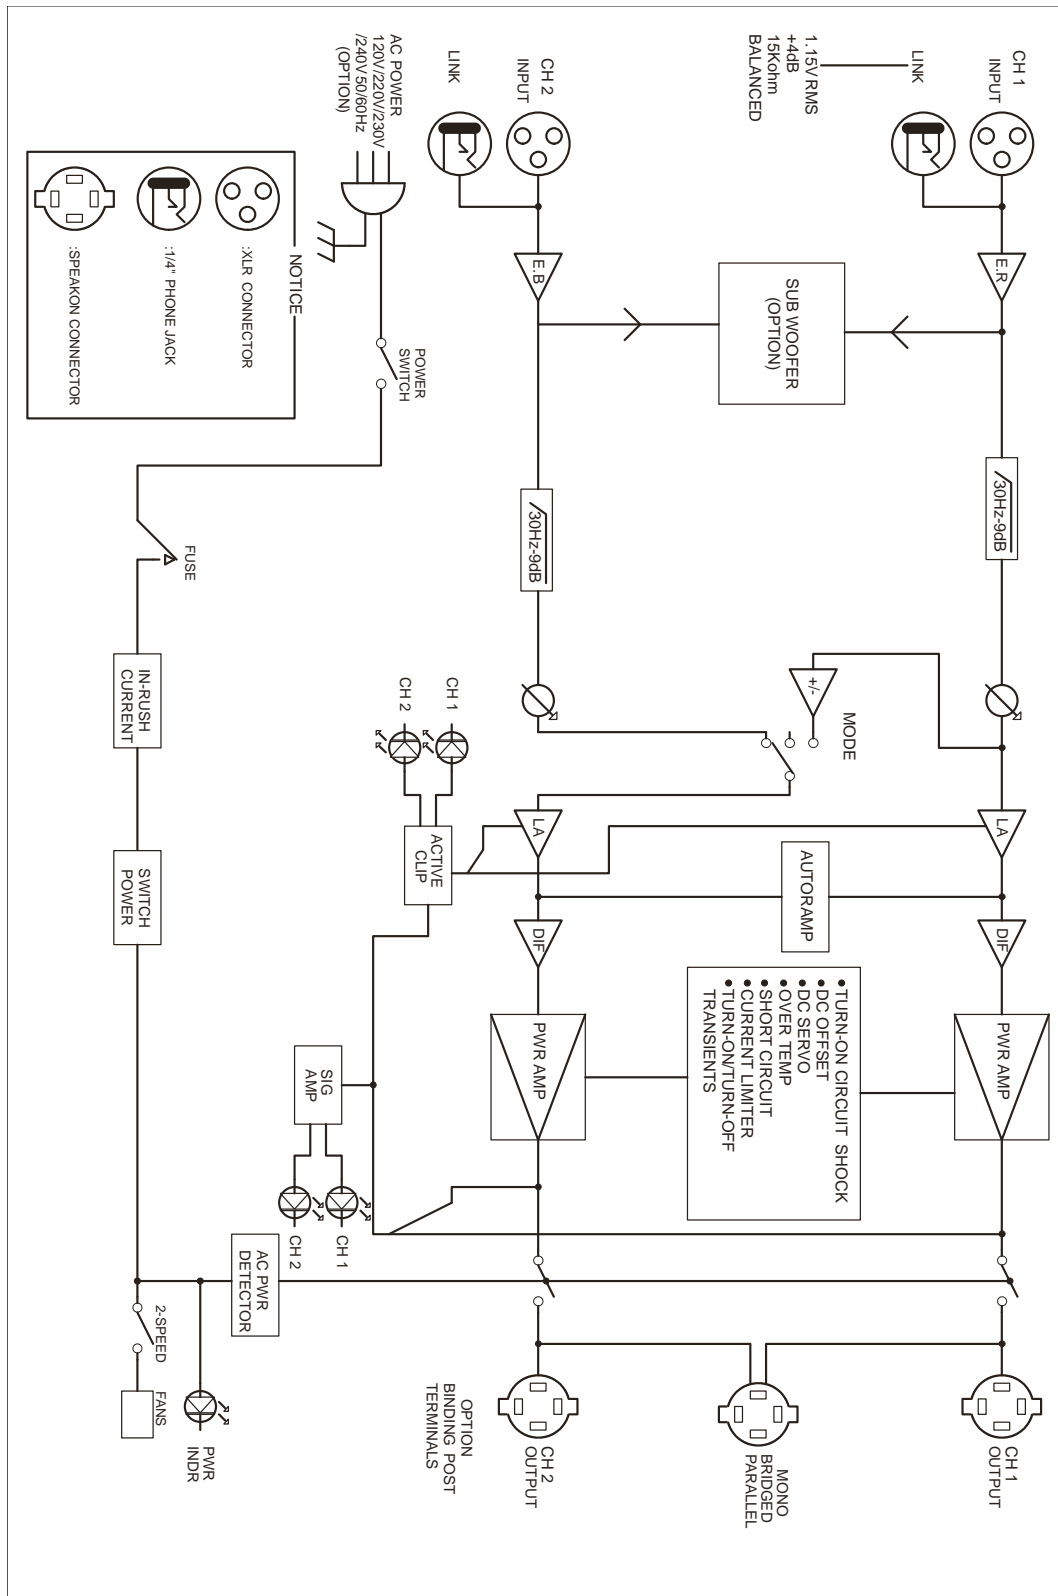 CH 1
INPUT
LINK
1.15V RMS
+4dB
15Kohm
BALANCED
CH 2
INPUT
LINK
AC POWER
120V/220V/230V
/240V 50/60Hz
(OPTION)
E.R
SUB WOOFER
(OPTION)
E.B
30Hz-9dB
30Hz-9dB
+/-
MODE
LA
LA
AUTORAMP
DIF
DIF
PWR AMP
TURN-ON CIRCUIT SHOCK
DC OFFSET
DC SERVO
OVER TEMP
SHORT CIRCUIT
CURRENT LIMITER
TURN-ON/TURN-OFF
TRANSIENTS
PWR AMP
CH 1
CH 2
ACTIVE
CLIP
SIG
AMP
CH 1
CH 2
CH 1
OUTPUT
MONO
BRIDGED
PARALLEL
CH 2
OUTPUT
OPTION
BINDING POST
TERMINALS
NOTICE
:XLR CONNECTOR
:1/4" PHONE JACK
:SPEAKON CONNECTOR
POWER
SWITCH
FUSE
IN-RUSH
CURRENT
SWITCH
POWER
AC PWR
DETECTOR
2-SPEED
FANS
PWR
INDR